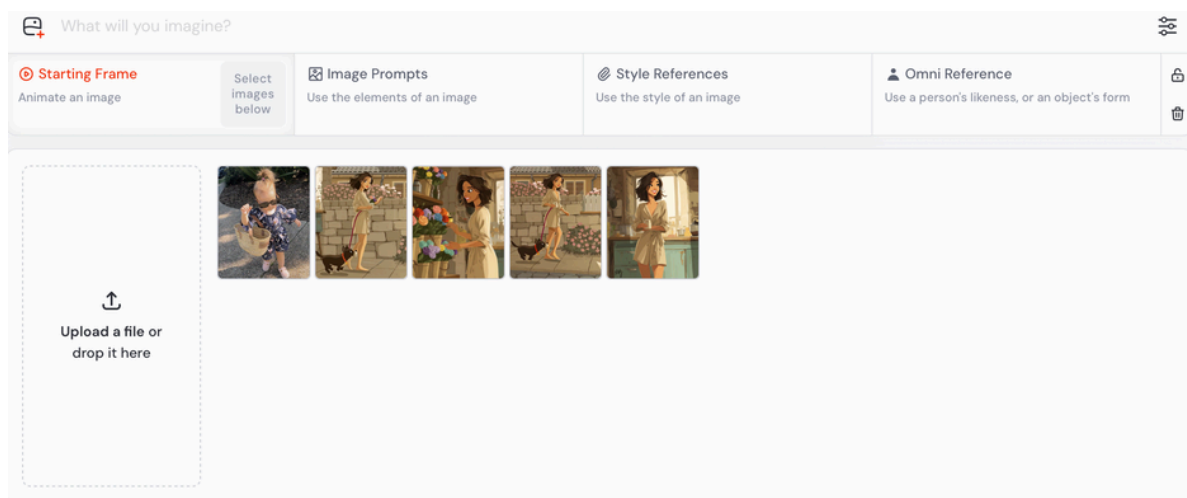 What will you imagine?
Starting Frame
Animate an image
Select
images
below
Image Prompts
Use the elements of an image
Style References
Use the style of an image
Omni Reference
Use a person's likeness, or an object's form
Upload a file or
drop it here